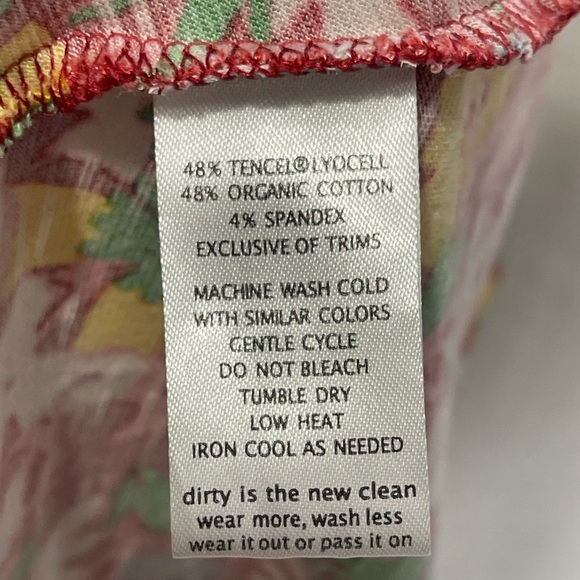 48% TENCEL® LYOCELL
48% ORGANIC COTTON
4% SPANDEX
EXCLUSIVE OF TRIMS
MACHINE WASH COLD
WITH SIMILAR COLORS
GENTLE CYCLE
DO NOT BLEACH
TUMBLE DRY
LOW HEAT
IRON COOL AS NEEDED
dirty is the new clean
wear more, wash less
wear it out or pass it on